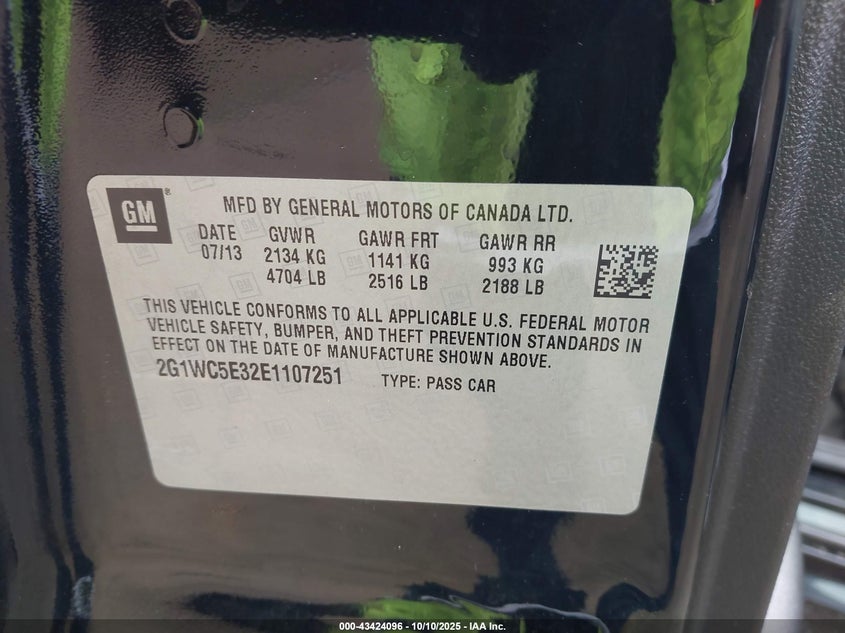 GM
®
MFD BY GENERAL MOTORS OF CANADA LTD.
DATE GVWR GAWR FRT GAWR RR
07/13 2134 KG 1141 KG 993 KG
4704 LB 2516 LB 2188 LB
THIS VEHICLE CONFORMS TO ALL APPLICABLE U.S. FEDERAL MOTOR
VEHICLE SAFETY, BUMPER, AND THEFT PREVENTION STANDARDS IN
EFFECT ON THE DATE OF MANUFACTURE SHOWN ABOVE.
2G1WC5E32E1107251 TYPE: PASS CAR
000-43424096 - 10/10/2025 - IAA Inc.